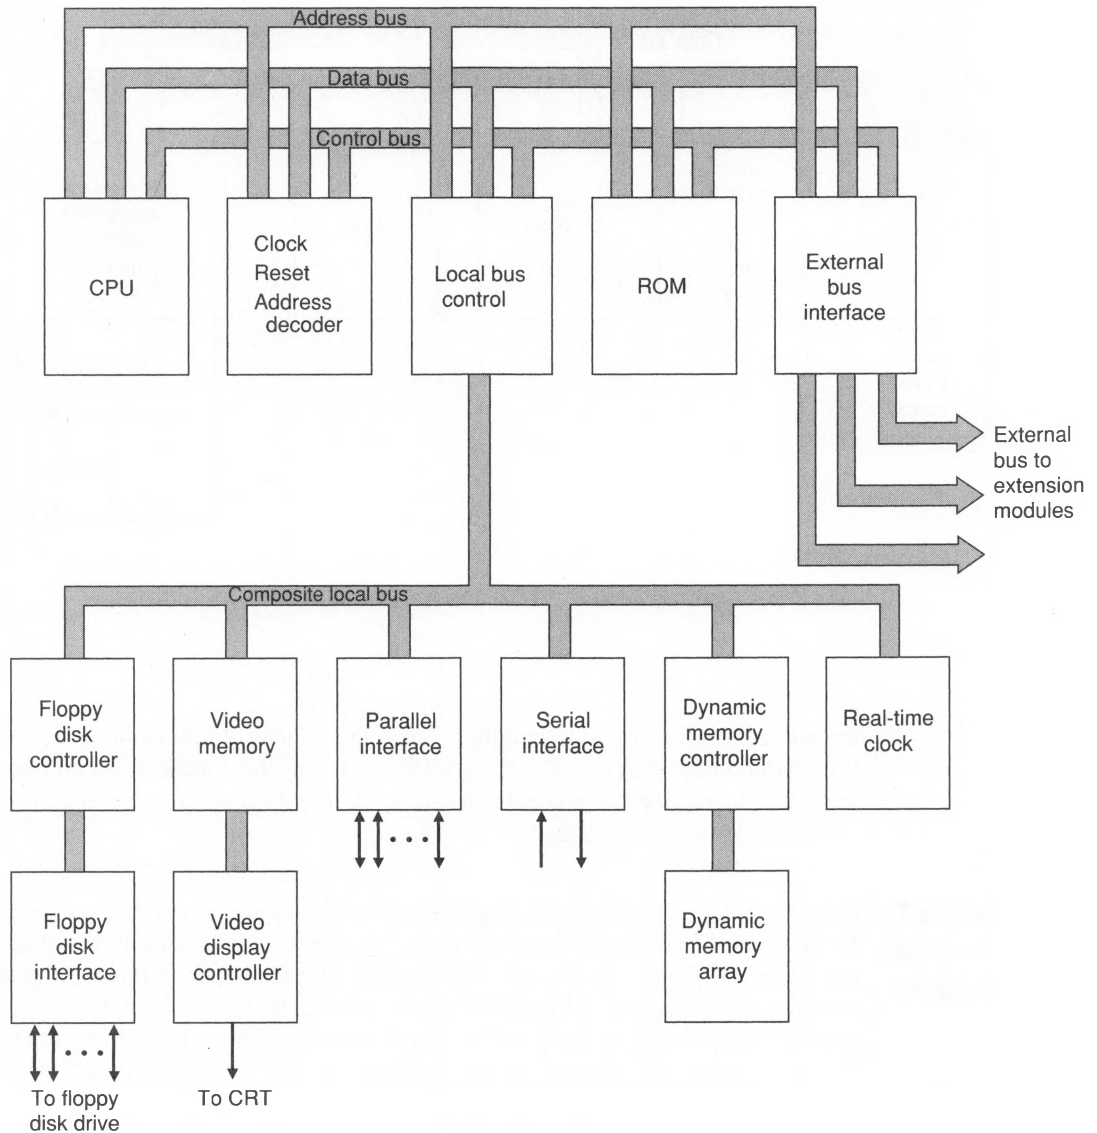 Address bus
Data bus
Control bus
CPU
Clock
Reset
Address
decoder
Local bus
control
ROM
External
bus
interface
External
bus to
extension
modules
Composite local bus
Floppy
disk
controller
Video
memory
Parallel
interface
Serial
interface
Dynamic
memory
controller
Real-time
clock
Floppy
disk
interface
Video
display
controller
Dynamic
memory
array
To floppy
disk drive
To CRT